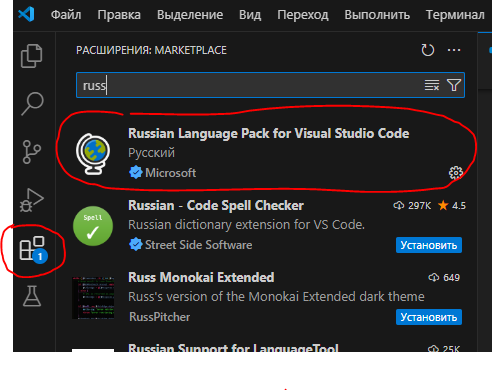 Файл Правка Выделение Вид Переход Выполнить Терминал
РАСШИРЕНИЯ: MARKETPLACE
russ
Russian Language Pack for Visual Studio Code
Русский
Microsoft
Russian - Code Spell Checker 297K 4.5
Spell
Russian dictionary extension for VS Code.
Street Side Software Установить
1
Russ Monokai Extended 649
Russ's version of the Monokai Extended dark theme
RussPitcher Установить
Russian Support for LanguageTool 25K